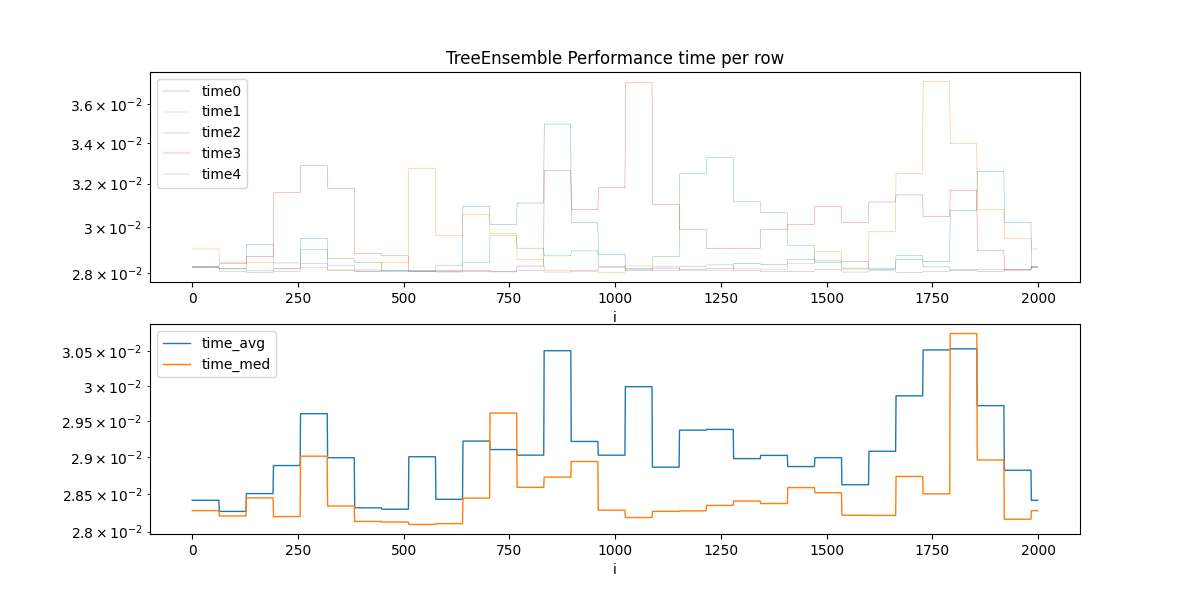 TreeEnsemble Performance time per row
3.6 × 10⁻²
3.4 × 10⁻²
3.2 × 10⁻²
3 × 10⁻²
2.8 × 10⁻²
time0
time1
time2
time3
time4
0 250 500 750 1000 1250 1500 1750 2000
i
3.05 × 10⁻²
3 × 10⁻²
2.95 × 10⁻²
2.9 × 10⁻²
2.85 × 10⁻²
2.8 × 10⁻²
time_avg
time_med
0 250 500 750 1000 1250 1500 1750 2000
i